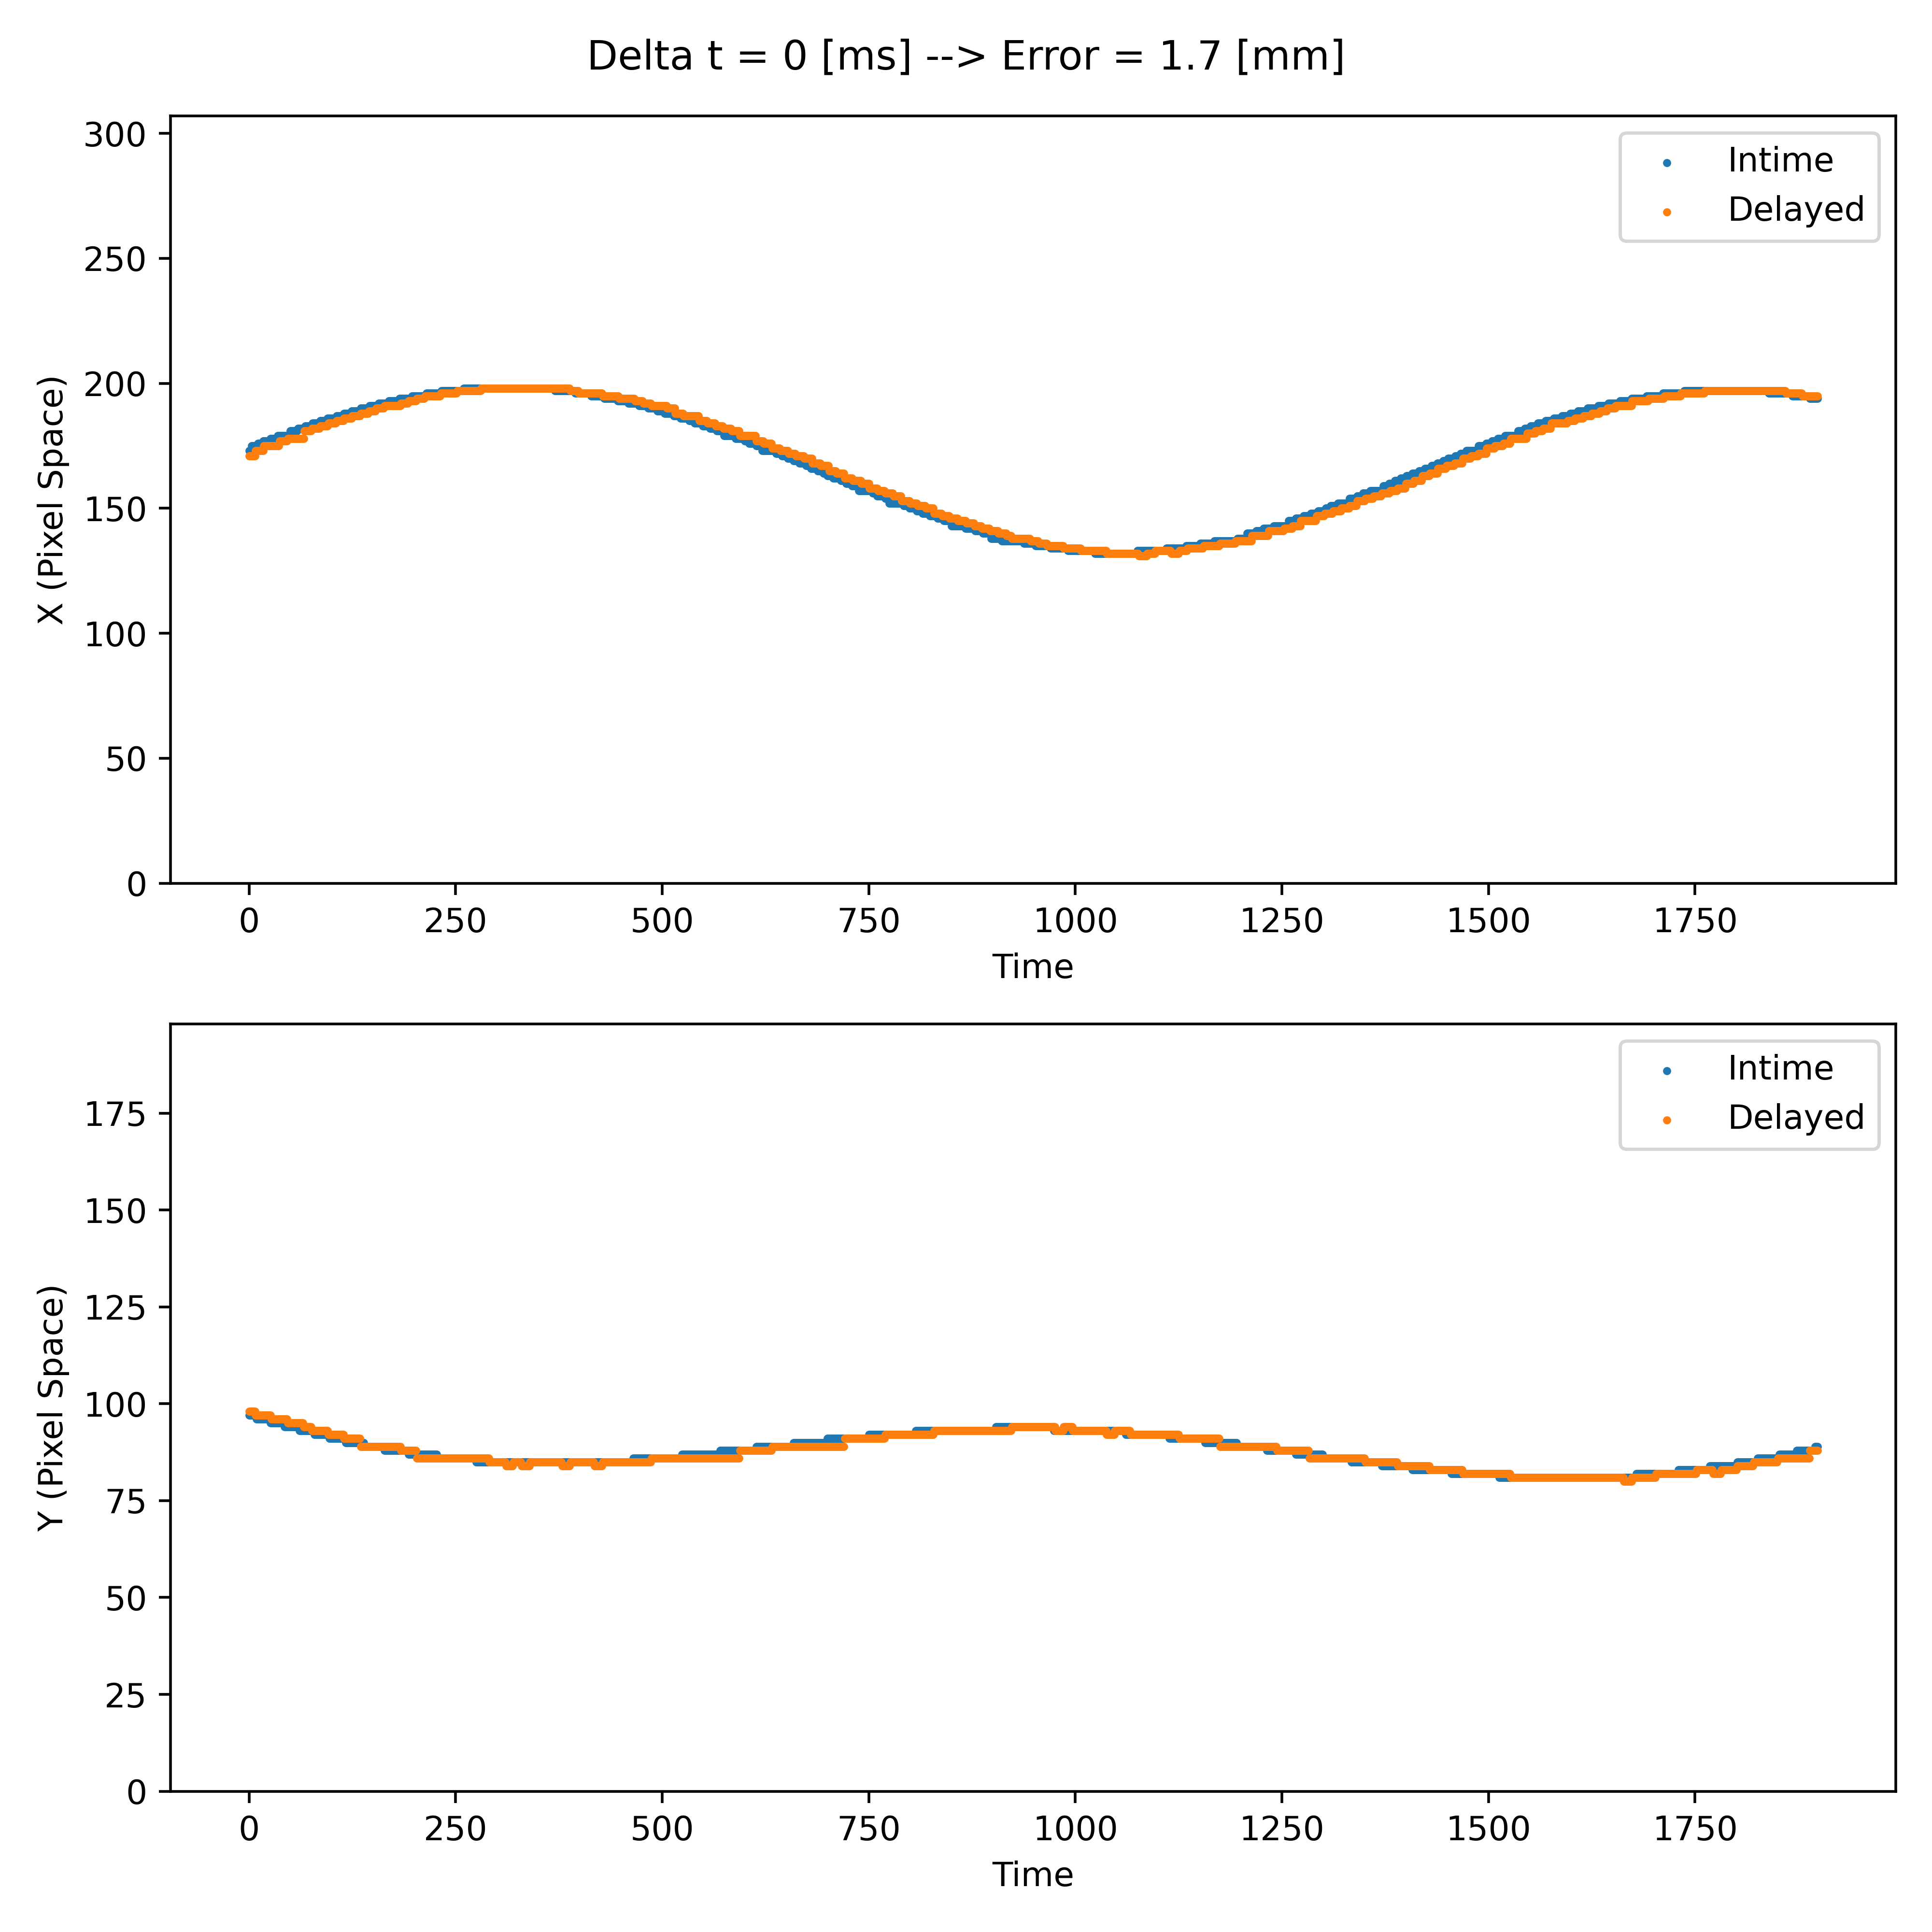 Delta t = 0 [ms] --> Error = 1.7 [mm]
300
250
200
150
100
50
0
X (Pixel Space)
Intime
Delayed
0 250 500 750 1000 1250 1500 1750
Time
175
150
125
100
75
50
25
0
Y (Pixel Space)
Intime
Delayed
0 250 500 750 1000 1250 1500 1750
Time